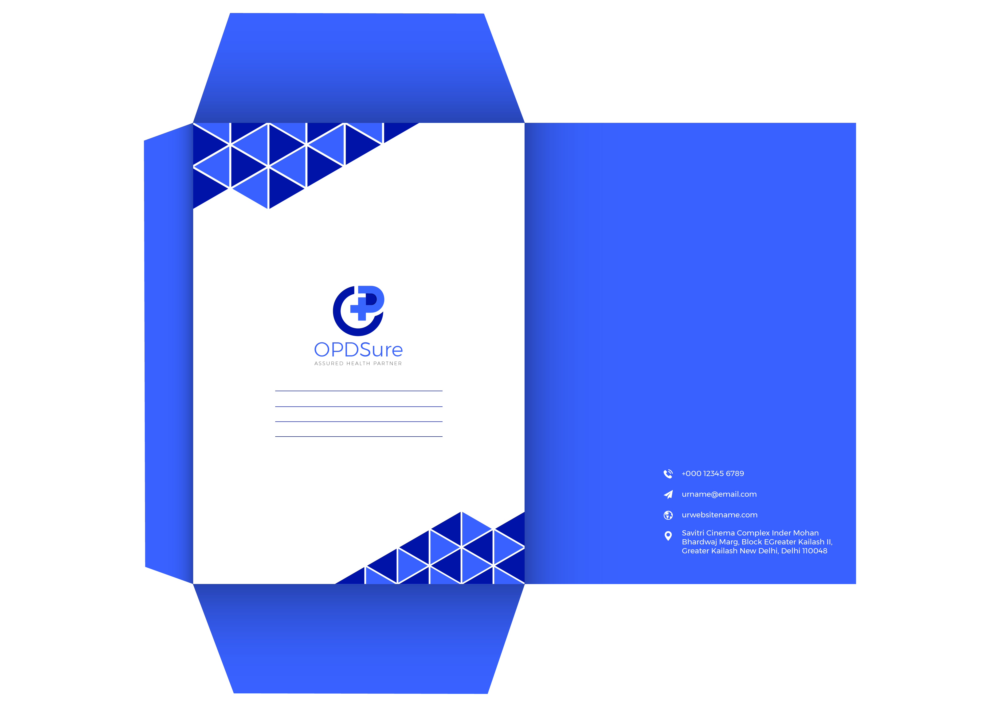 OPDSure
ASSURED HEALTH PARTNER
+000 12345 6789
urname@email.com
urwebsitename.com
Savitri Cinema Complex Inder Mohan
Bhardwaj Marg, Block EGreater Kailash II,
Greater Kailash New Delhi, Delhi 110048